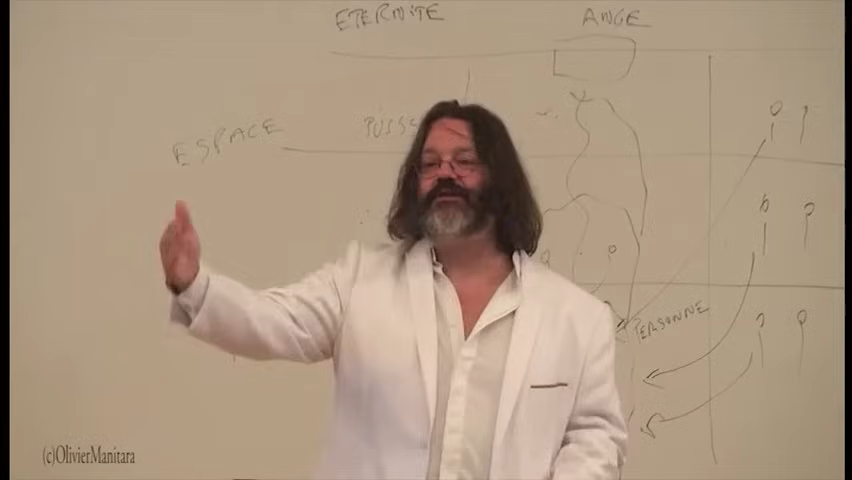 ETERNITE
ANGE
ESPACE
PERSONNE
(c)OlivierManitara